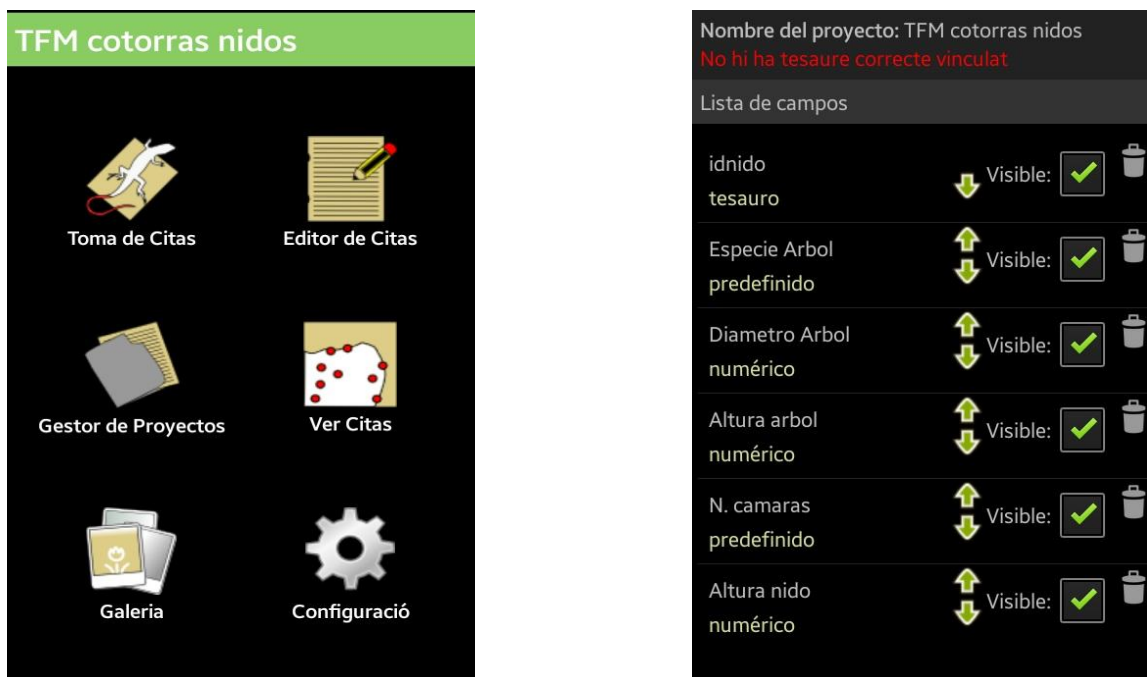 TFM cotorras nidos
Toma de Citas
Editor de Citas
Gestor de Proyectos
Ver Citas
Galeria
Configuració
Nombre del proyecto: TFM cotorras nidos
No hi ha tesaure correcte vinculat
Lista de campos
idnido
tesauro
Visible:
Especie Arbol
predefinido
Visible:
Diametro Arbol
numérico
Visible:
Altura arbol
numérico
Visible:
N. camaras
predefinido
Visible:
Altura nido
numérico
Visible: